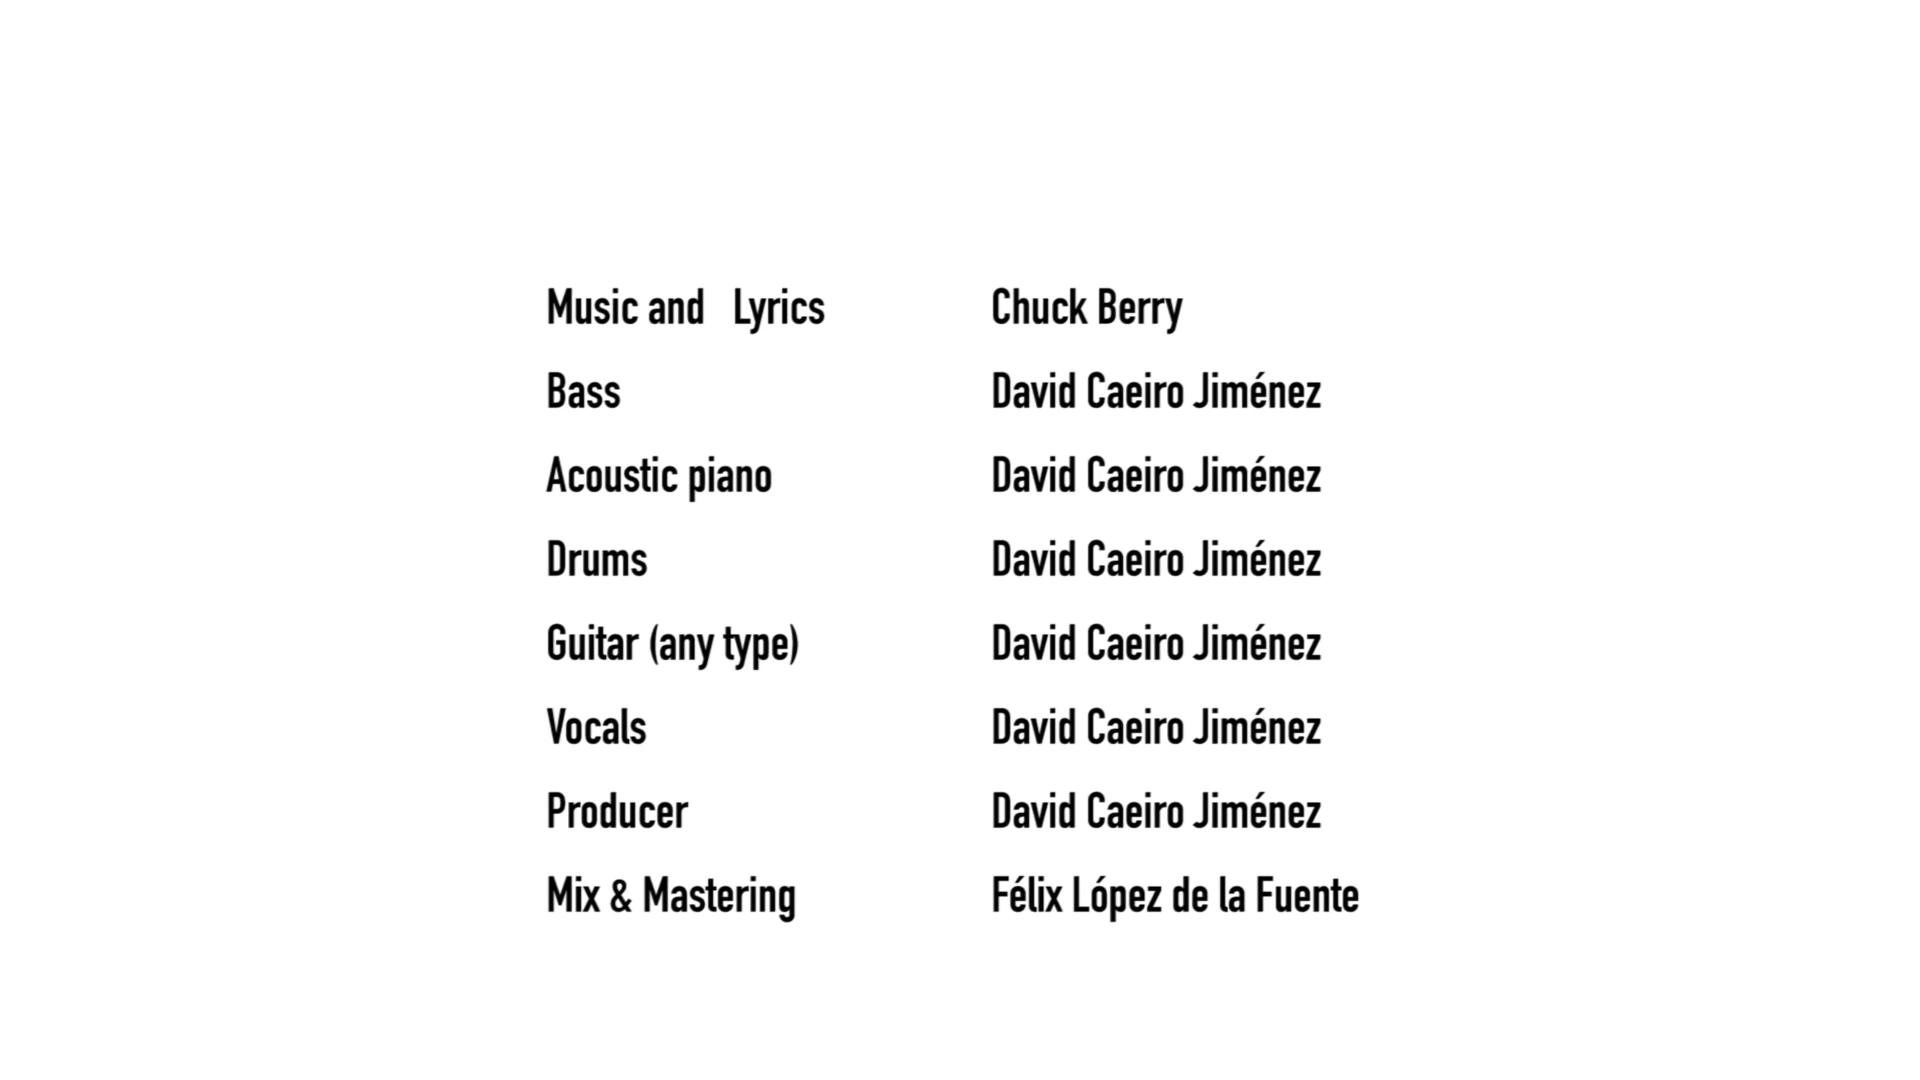 Music and   Lyrics   Chuck Berry
Bass   David Caeiro Jiménez
Acoustic piano   David Caeiro Jiménez
Drums   David Caeiro Jiménez
Guitar (any type)   David Caeiro Jiménez
Vocals   David Caeiro Jiménez
Producer   David Caeiro Jiménez
Mix & Mastering   Félix López de la Fuente